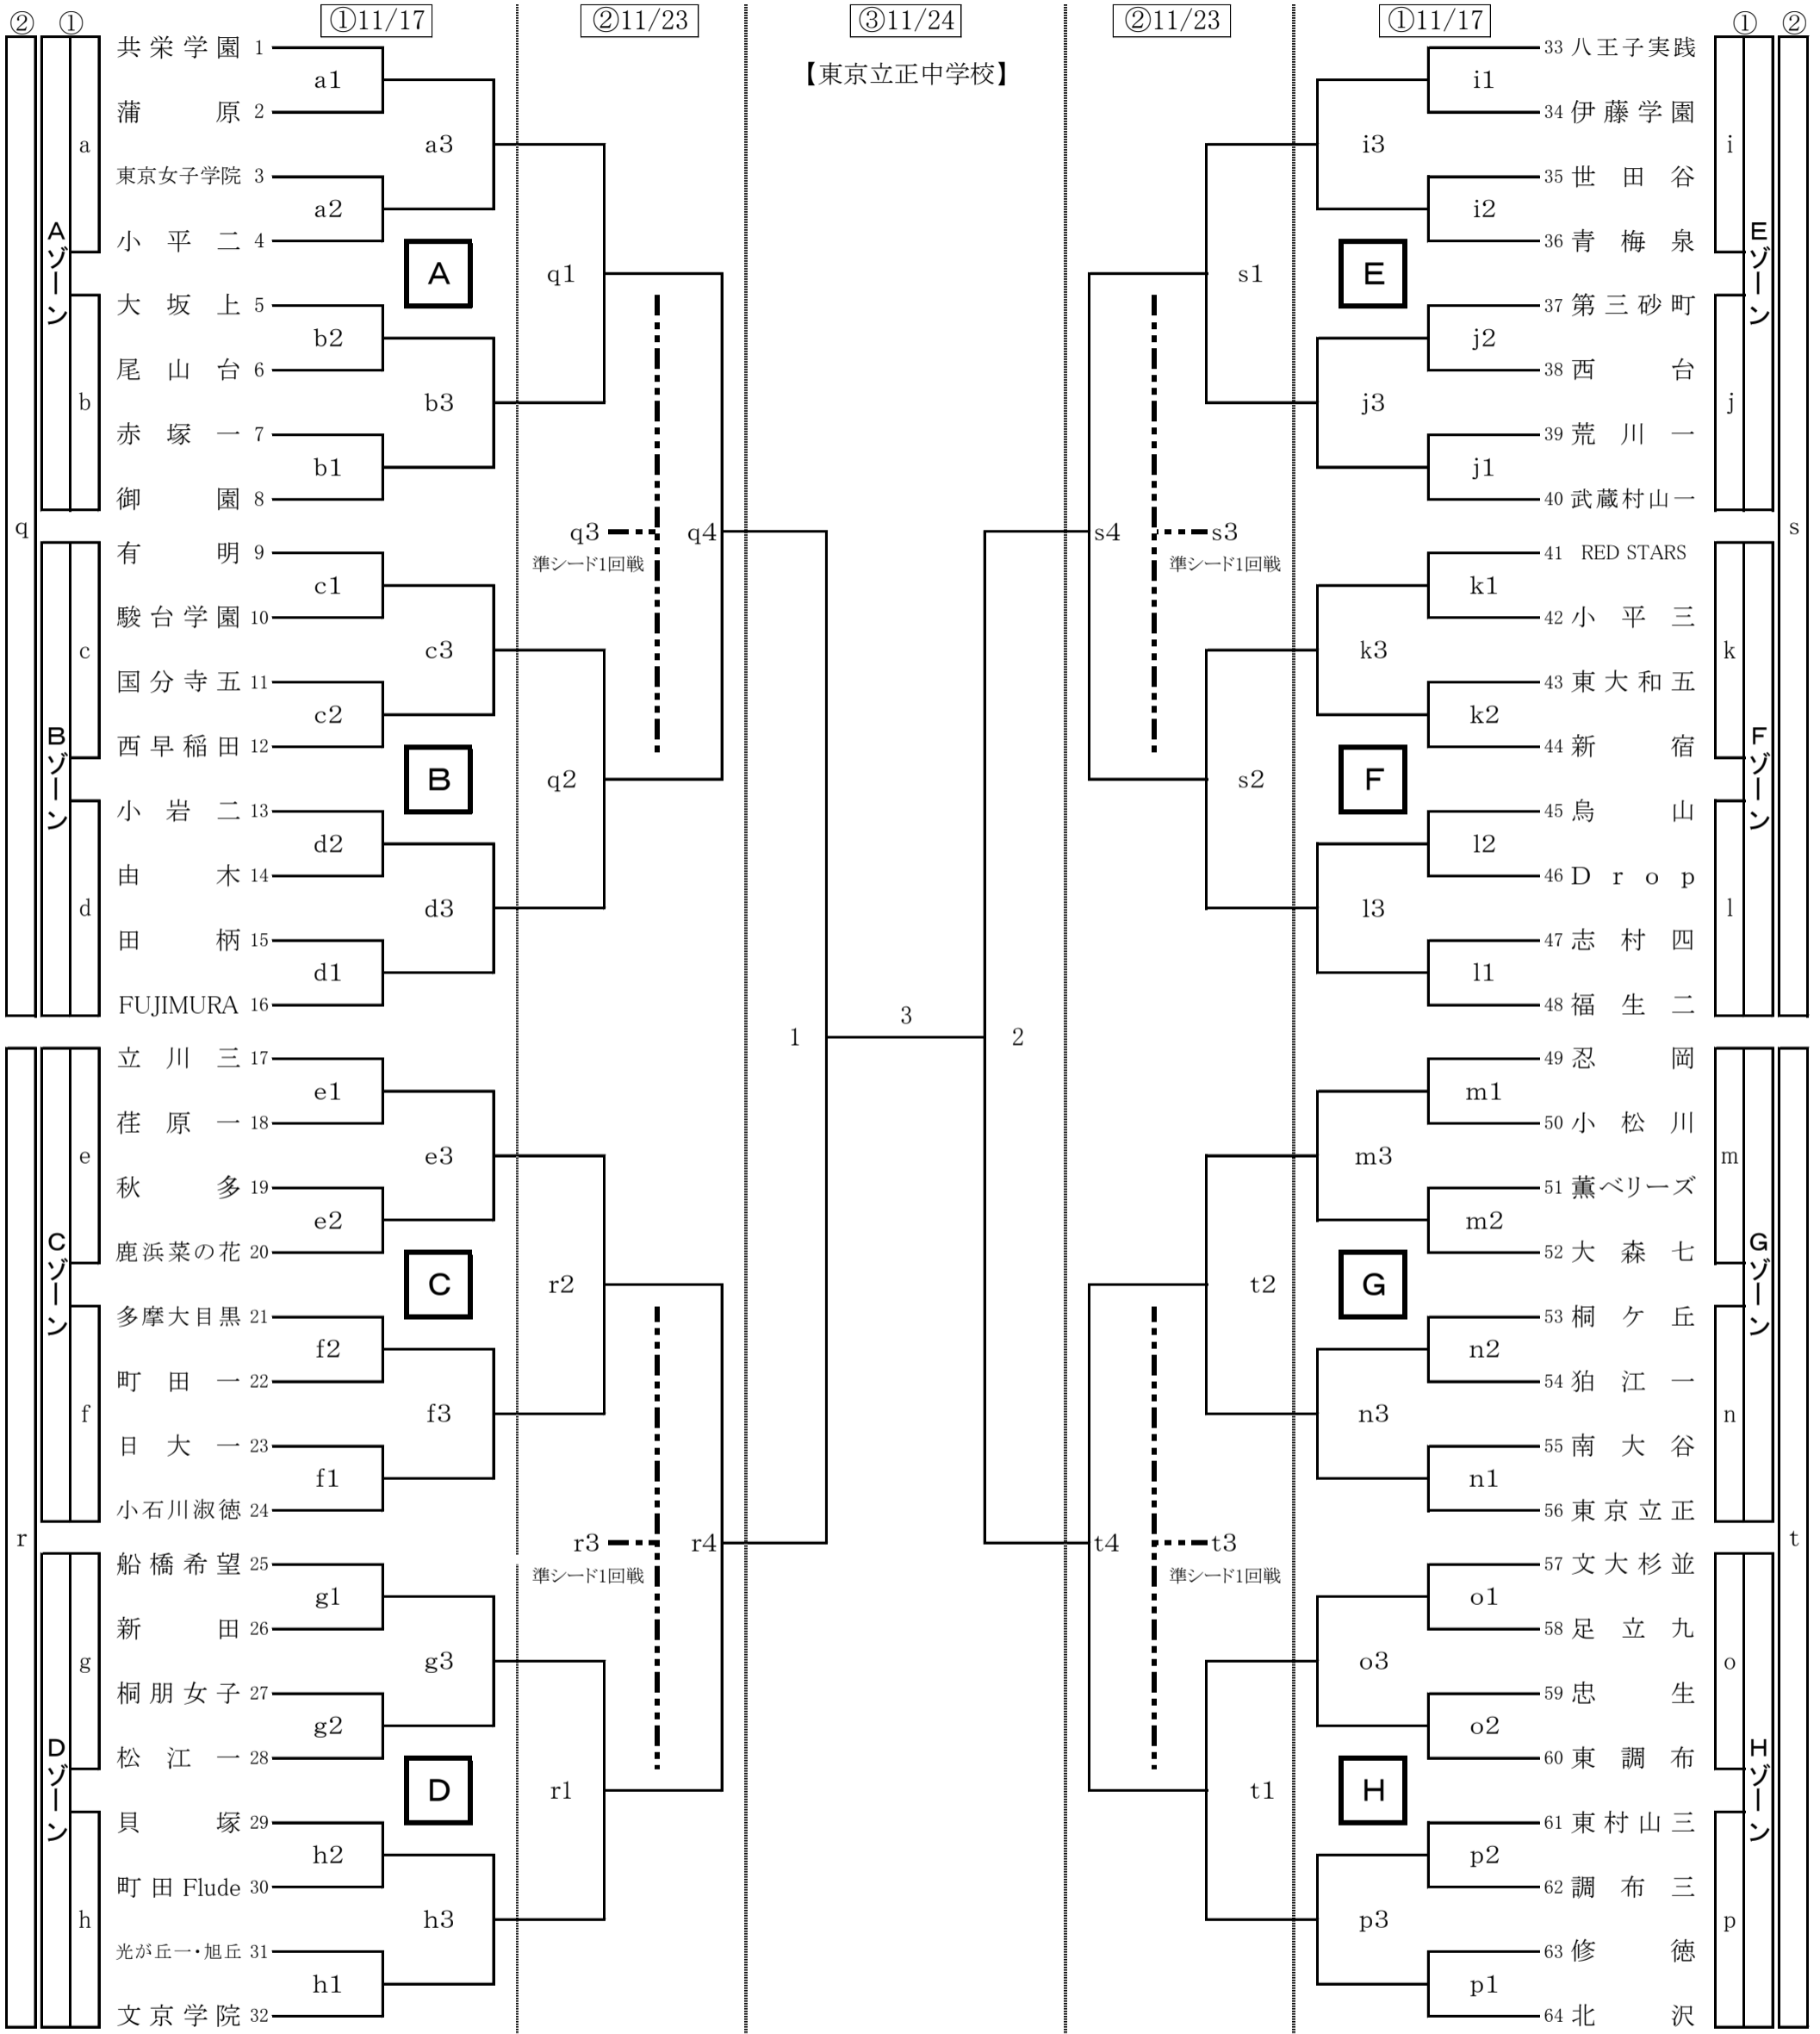 ② ① ①11/17 ②11/23 ③11/24 ②11/23 ①11/17 ① ②
【東京立正中学校】
q
r
Aゾーン
Bゾーン
Cゾーン
Dゾーン
a
b
c
d
e
f
g
h
共栄学園 1
蒲原 2
東京女子学院 3
小平二 4
大坂上 5
尾山台 6
赤塚一 7
御園 8
有明 9
駿台学園 10
国分寺五 11
西早稲田 12
小岩二 13
由木 14
田柄 15
FUJIMURA 16
立川三 17
荏原一 18
秋多 19
鹿浜菜の花 20
多摩大目黒 21
町田一 22
日大一 23
小石川淑徳 24
船橋希望 25
新田 26
桐朋女子 27
松江一 28
貝塚 29
町田Flude 30
光が丘一・旭丘 31
文京学院 32
a1
a2
b2
b1
c1
c2
d2
d1
e1
e2
f2
f1
g1
g2
h2
h1
a3
A
b3
c3
B
d3
e3
C
f3
g3
D
h3
q1
q3
準シード1回戦
q2
r2
r3
準シード1回戦
r1
q4
r4
1
3
2
s4
t4
s1
s3
準シード1回戦
s2
t2
t3
準シード1回戦
t1
i3
E
j3
k3
F
l3
m3
G
n3
o3
H
p3
i1
i2
j2
j1
k1
k2
l2
l1
m1
m2
n2
n1
o1
o2
p2
p1
33 八王子実践
34 伊藤学園
35 世田谷
36 青梅泉
37 第三砂町
38 西台
39 荒川一
40 武蔵村山一
41 RED STARS
42 小平三
43 東大和五
44 新宿
45 烏山
46 Drop
47 志村四
48 福生二
49 忍岡
50 小松川
51 薫ベリーズ
52 大森七
53 桐ケ丘
54 狛江一
55 南大谷
56 東京立正
57 文大杉並
58 足立九
59 忠生
60 東調布
61 東村山三
62 調布三
63 修徳
64 北沢
i
j
k
l
m
n
o
p
Eゾーン
Fゾーン
Gゾーン
Hゾーン
s
t